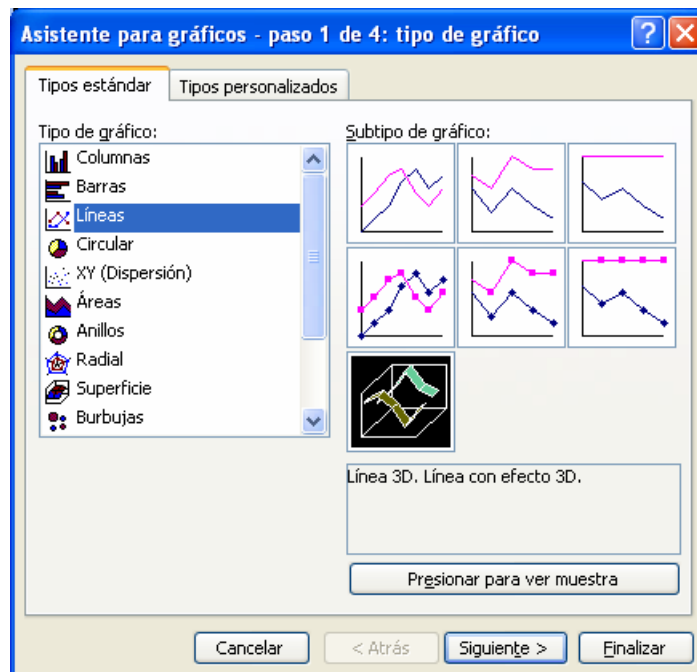 Asistente para gráficos - paso 1 de 4: tipo de gráfico
Tipos estándar
Tipos personalizados
Tipo de gráfico:
Columnas
Barras
Líneas
Circular
XY (Dispersión)
Áreas
Anillos
Radial
Superficie
Burbujas
Subtipo de gráfico:
Línea 3D. Línea con efecto 3D.
Presionar para ver muestra
Cancelar
< Atrás
Siguiente >
Finalizar